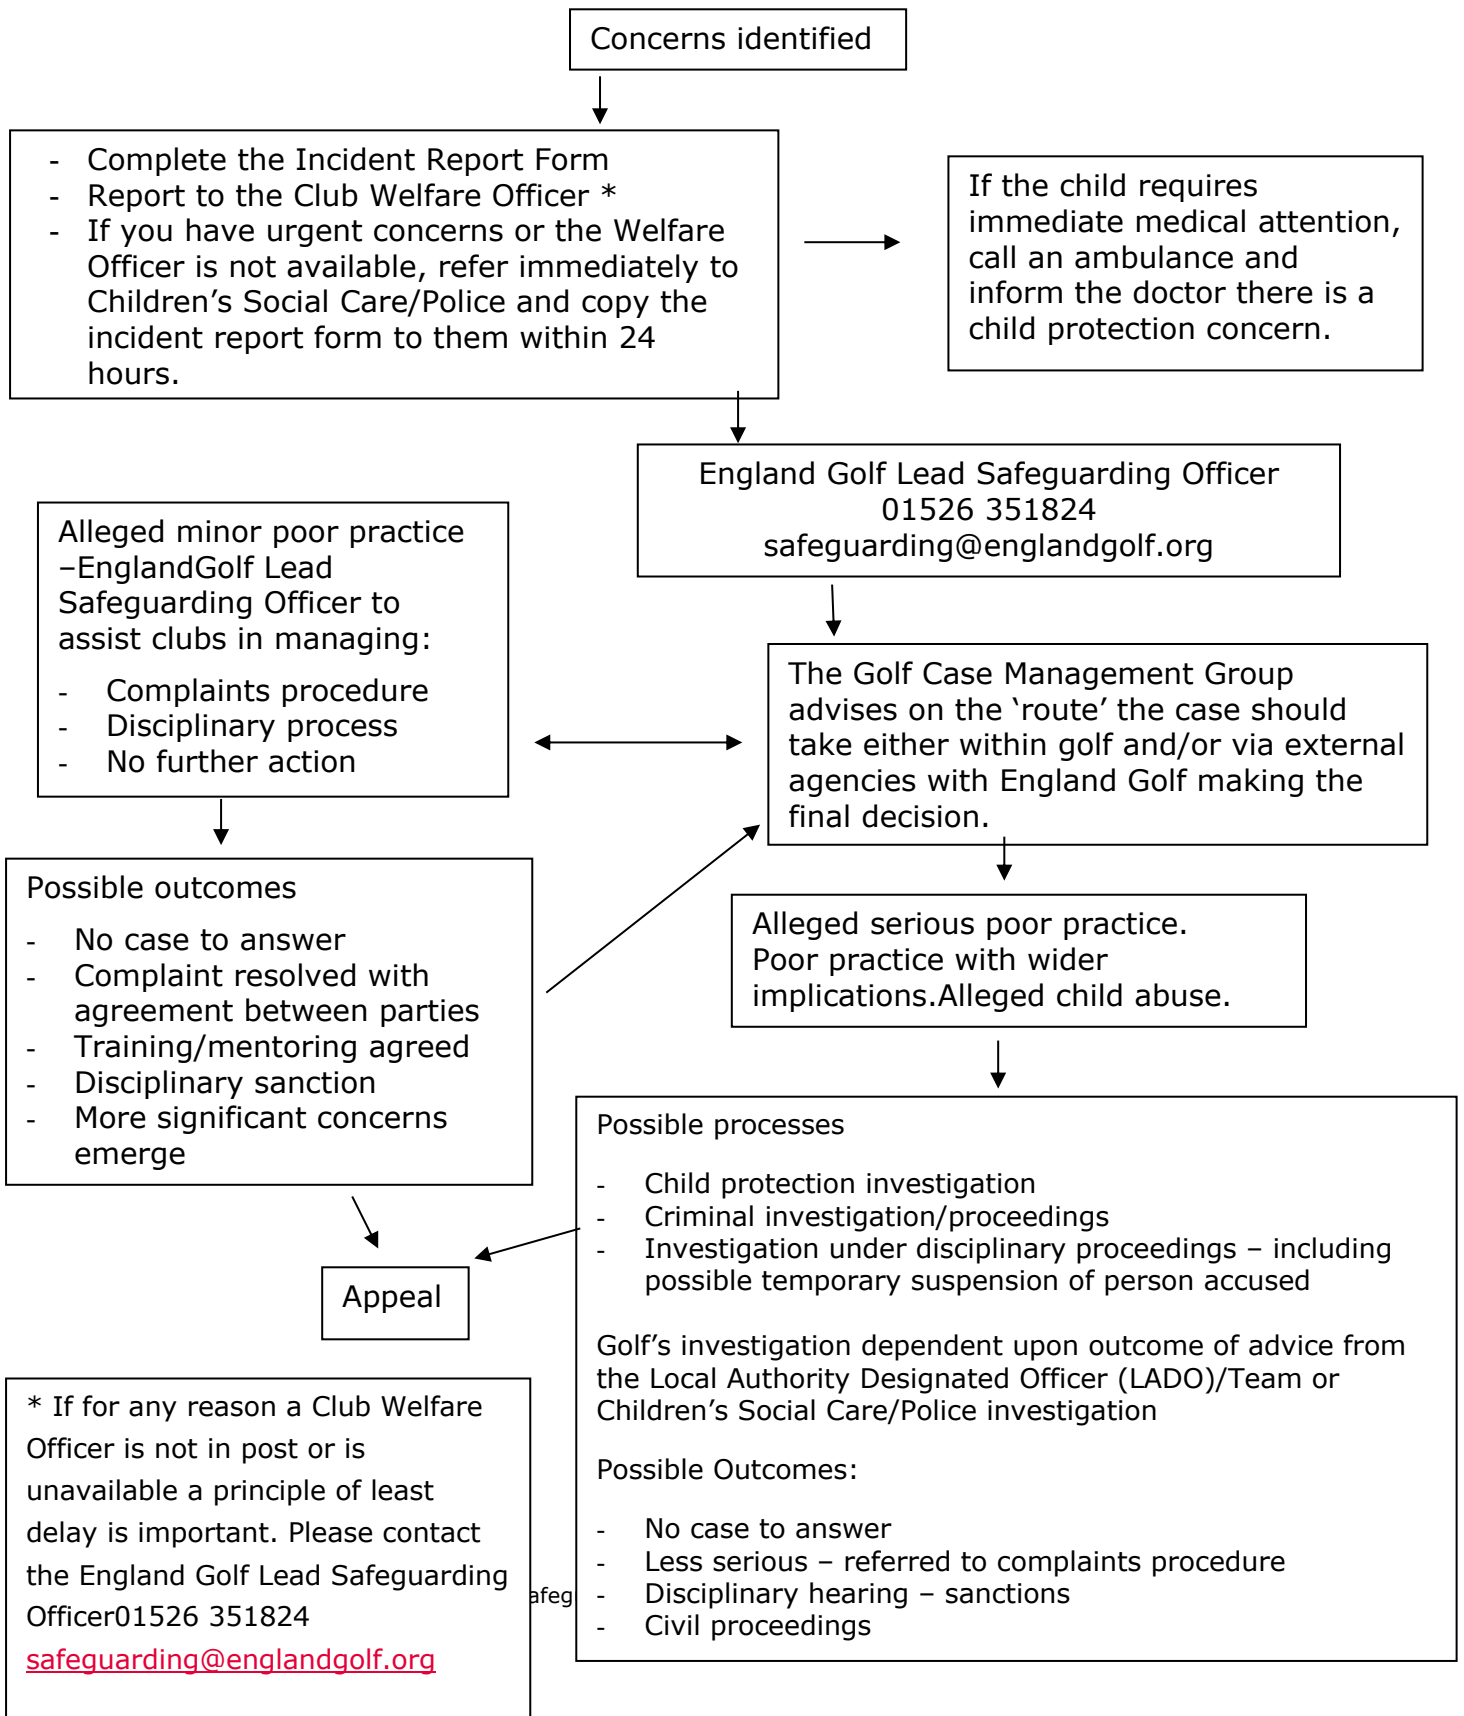 Concerns identified
- Complete the Incident Report Form
- Report to the Club Welfare Officer *
- If you have urgent concerns or the Welfare
Officer is not available, refer immediately to
Children’s Social Care/Police and copy the
incident report form to them within 24
hours.
If the child requires
immediate medical attention,
call an ambulance and
inform the doctor there is a
child protection concern.
England Golf Lead Safeguarding Officer
01526 351824
safeguarding@englandgolf.org
Alleged minor poor practice
–EnglandGolf Lead
Safeguarding Officer to
assist clubs in managing:
- Complaints procedure
- Disciplinary process
- No further action
The Golf Case Management Group
advises on the ‘route’ the case should
take either within golf and/or via external
agencies with England Golf making the
final decision.
Possible outcomes
- No case to answer
- Complaint resolved with
agreement between parties
- Training/mentoring agreed
- Disciplinary sanction
- More significant concerns
emerge
Alleged serious poor practice.
Poor practice with wider
implications.Alleged child abuse.
Possible processes
- Child protection investigation
- Criminal investigation/proceedings
- Investigation under disciplinary proceedings – including
possible temporary suspension of person accused
Golf’s investigation dependent upon outcome of advice from
the Local Authority Designated Officer (LADO)/Team or
Children’s Social Care/Police investigation
Possible Outcomes:
- No case to answer
- Less serious – referred to complaints procedure
- Disciplinary hearing – sanctions
- Civil proceedings
Appeal
* If for any reason a Club Welfare
Officer is not in post or is
unavailable a principle of least
delay is important. Please contact
the England Golf Lead Safeguarding
Officer01526 351824
safeguarding@englandgolf.org